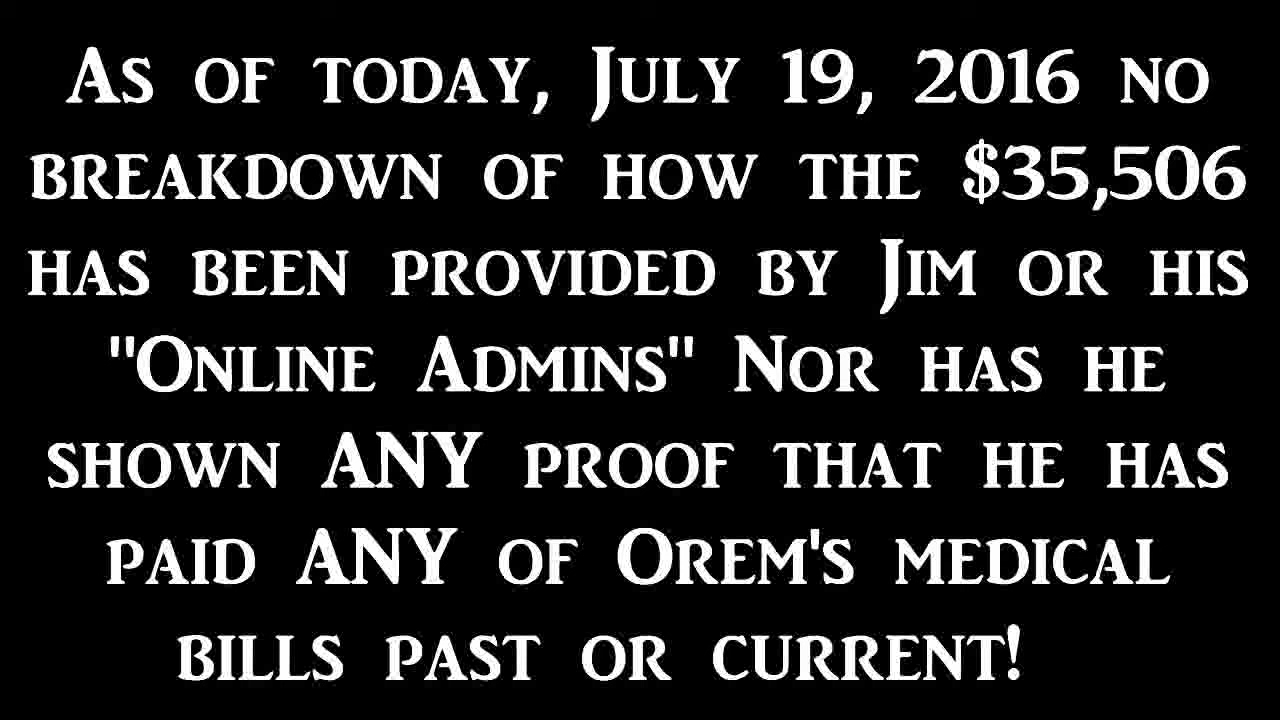 As of today, July 19, 2016 no
breakdown of how the $35,506
has been provided by Jim or his
"Online Admins" Nor has he
shown ANY proof that he has
paid ANY of Orem's medical
bills past or current!